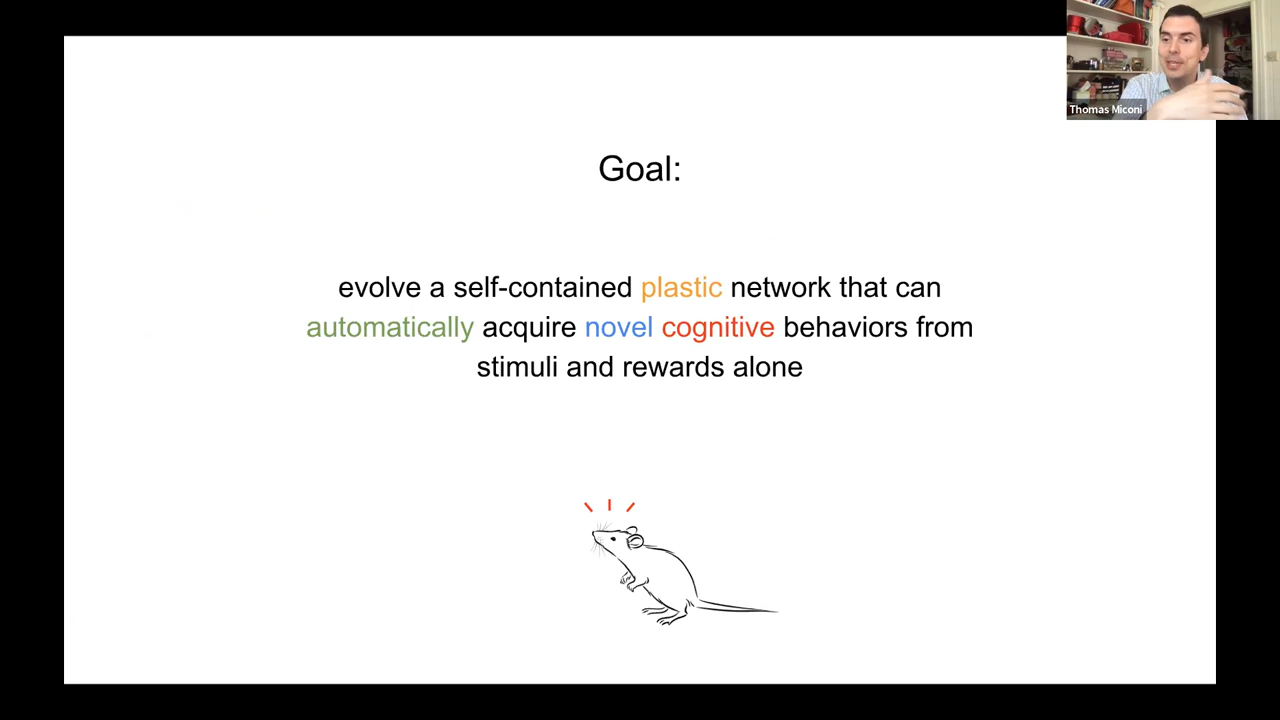 Thomas Miconi
Goal:
evolve a self-contained plastic network that can
automatically acquire novel cognitive behaviors from
stimuli and rewards alone